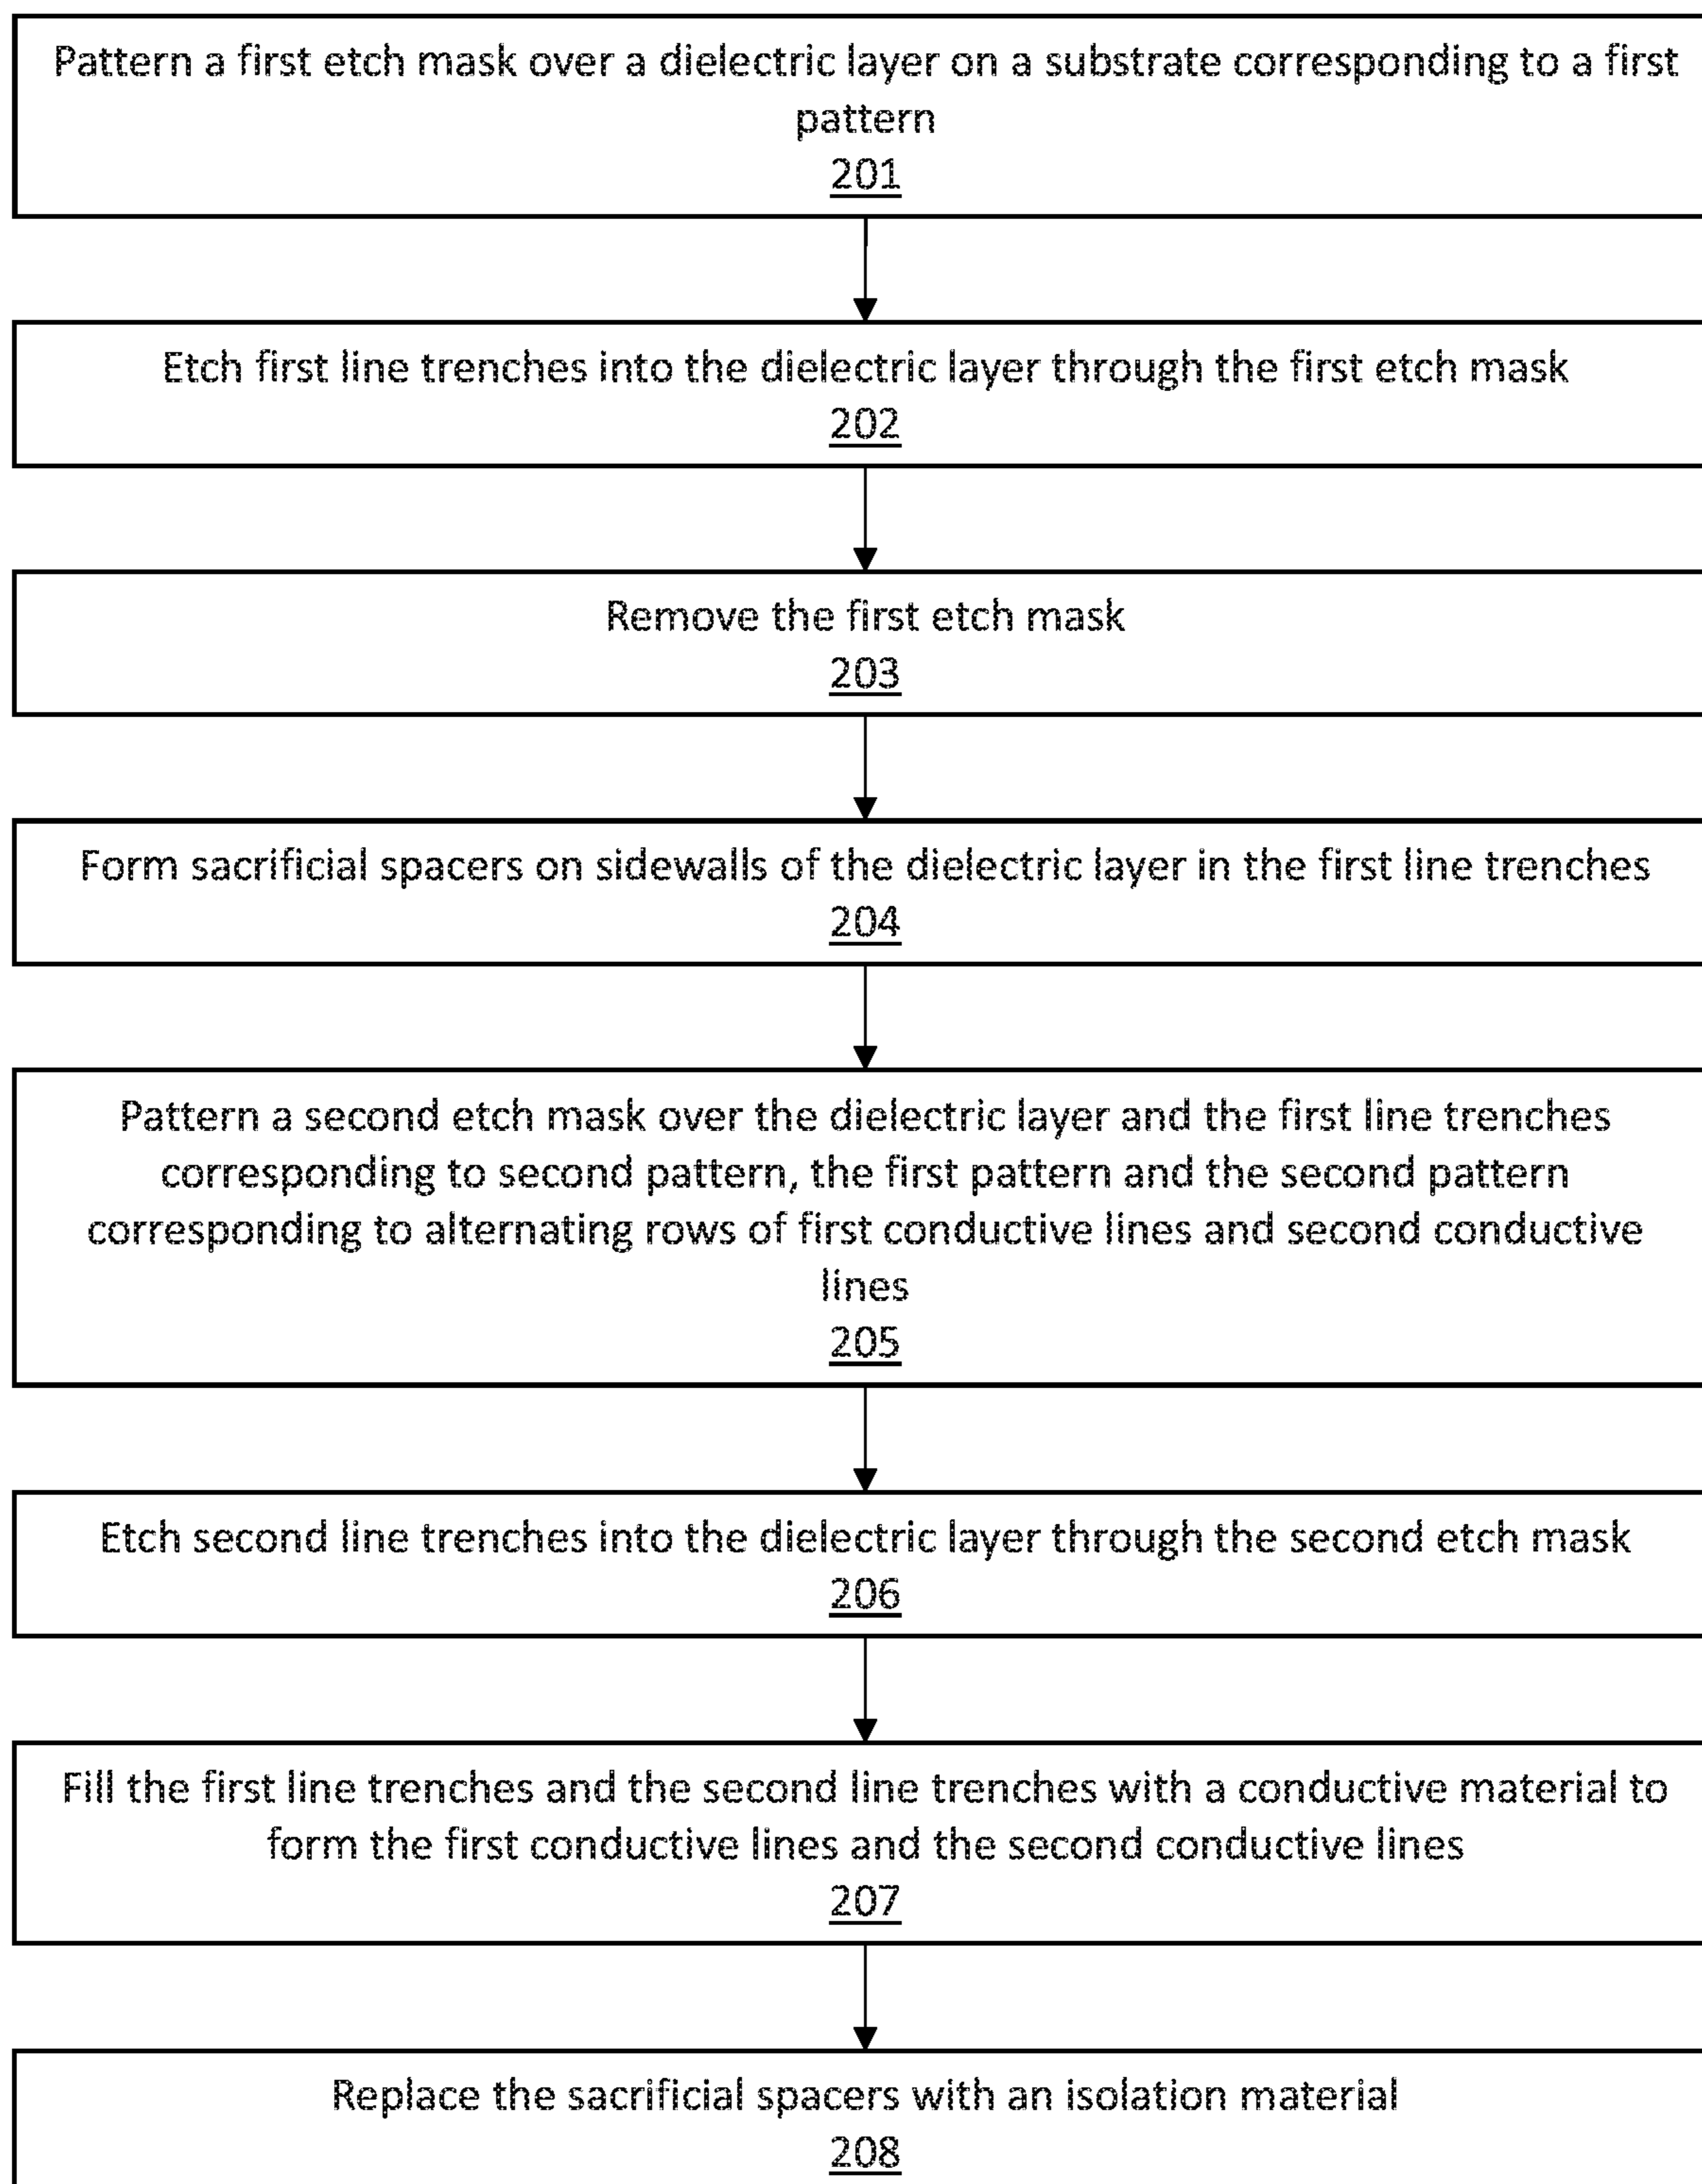 Pattern a first etch mask over a dielectric layer on a substrate corresponding to a first
pattern
201
Etch first line trenches into the dielectric layer through the first etch mask
202
Remove the first etch mask
203
Form sacrificial spacers on sidewalls of the dielectric layer in the first line trenches
204
Pattern a second etch mask over the dielectric layer and the first line trenches
corresponding to second pattern, the first pattern and the second pattern
corresponding to alternating rows of first conductive lines and second conductive
lines
205
Etch second line trenches into the dielectric layer through the second etch mask
206
Fill the first line trenches and the second line trenches with a conductive material to
form the first conductive lines and the second conductive lines
207
Replace the sacrificial spacers with an isolation material
208